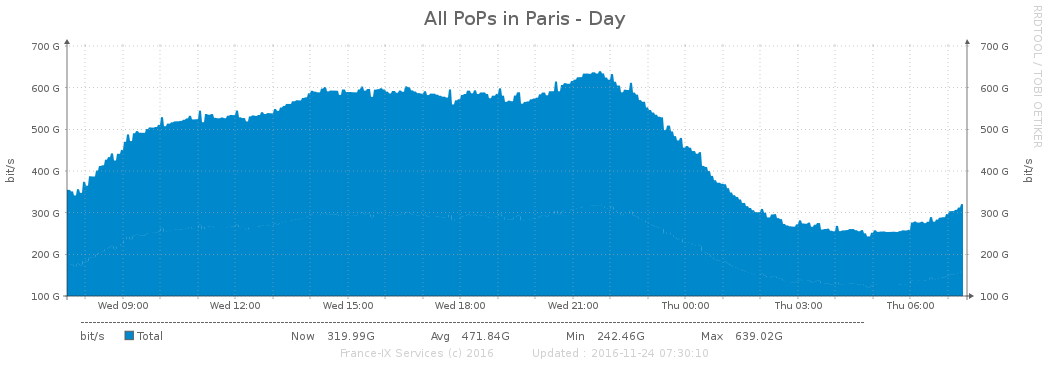 All PoPs in Paris - Day
RRDTOOL / TOBI OETIKER
700 G 700 G
600 G 600 G
500 G 500 G
400 G 400 G
300 G 300 G
200 G 200 G
100 G 100 G
bit/s
bit/s
Wed 09:00 Wed 12:00 Wed 15:00 Wed 18:00 Wed 21:00 Thu 00:00 Thu 03:00 Thu 06:00
bit/s Total Now 319.99G Avg 471.84G Min 242.46G Max 639.02G
France-IX Services (c) 2016 Updated : 2016-11-24 07:30:10